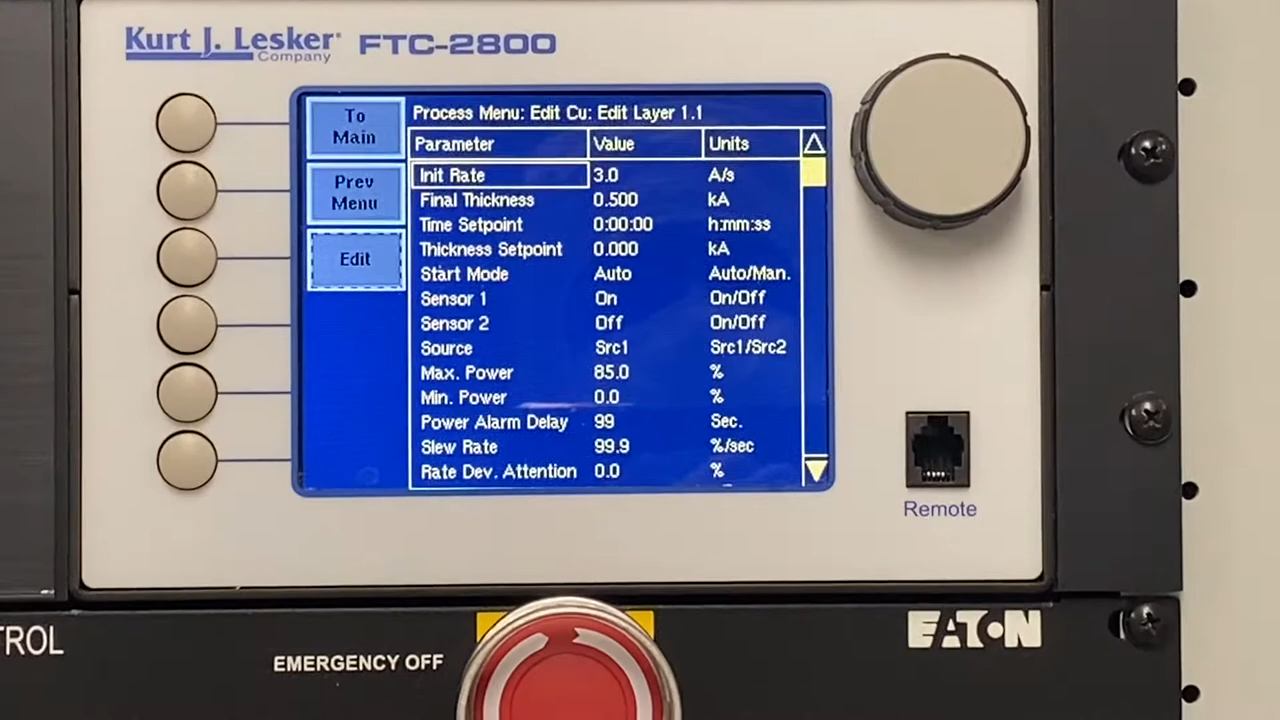 Kurt J. Lesker® FTC-2800
Company
To Main
Prev Menu
Edit
Process Menu: Edit Cu: Edit Layer 1.1
Parameter Value Units
Init Rate 3.0 A/s
Final Thickness 0.500 kA
Time Setpoint 0:00:00 h:mm:ss
Thickness Setpoint 0.000 kA
Start Mode Auto Auto/Man.
Sensor 1 On On/Off
Sensor 2 Off On/Off
Source Src1 Src1/Src2
Max. Power 85.0 %
Min. Power 0.0 %
Power Alarm Delay 99 Sec.
Slew Rate 99.9 %/sec
Rate Dev. Attention 0.0 %
Remote
TROL
EMERGENCY OFF
EATON